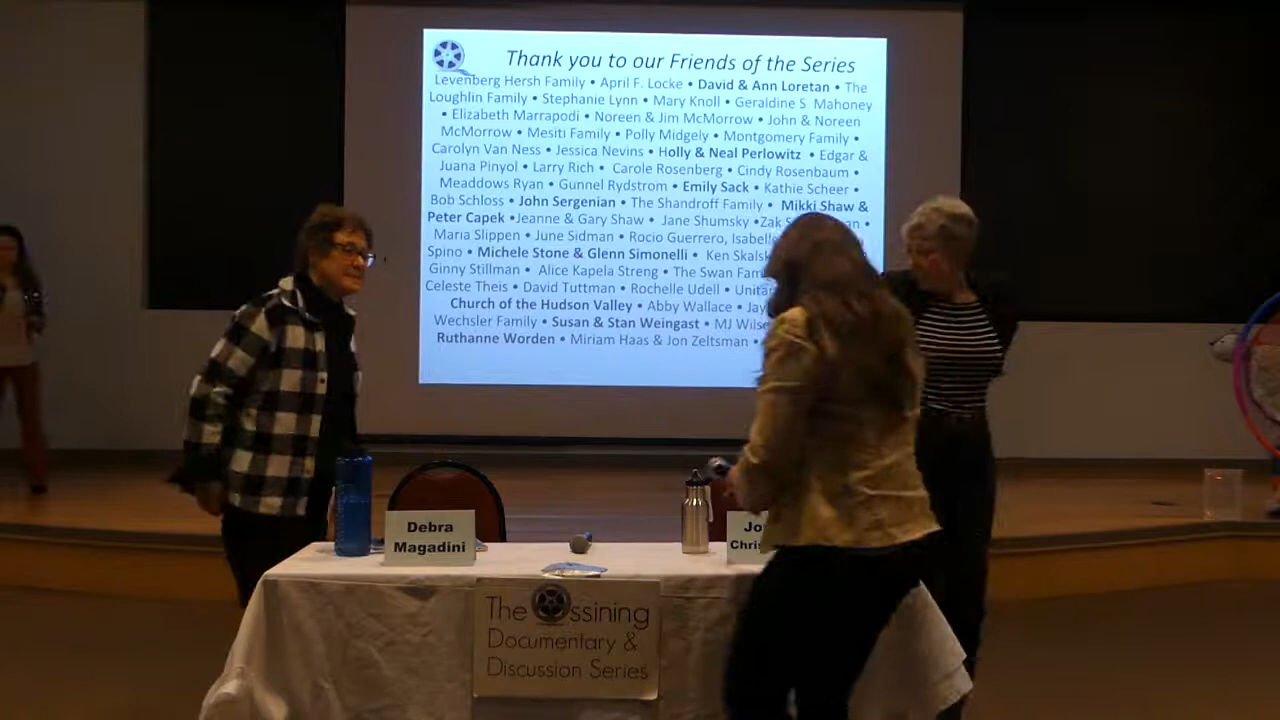 Thank you to our Friends of the Series
Levenberg Hersh Family • April F. Locke • David & Ann Loretan • The
Loughlin Family • Stephanie Lynn • Mary Knoll • Geraldine S. Mahoney
• Elizabeth Marrapodi • Noreen & Jim McMorrow • John & Noreen
McMorrow • Mesiti Family • Polly Midgely • Montgomery Family •
Carolyn Van Ness • Jessica Nevins • Holly & Neal Perlowitz • Edgar &
Juana Pinyol • Larry Rich • Carole Rosenberg • Cindy Rosenbaum •
Meadows Ryan • Gunnel Rydstrom • Emily Sack • Kathie Scheer •
Bob Schloss • John Sergenian • The Shandroff Family • Mikki Shaw &
Peter Capek • Jeanne & Gary Shaw • Jane Shumsky • Zak
Maria Slippen • June Sidman • Rocio Guerrero, Isabelle
Spino • Michele Stone & Glenn Simonelli • Ken
Ginny Stillman • Alice Kapela Streng • The Swan
Celeste Theis • David Tuttman • Rochelle Udell •
Church of the Hudson Valley • Abby Wallace •
Wechsler Family • Susan & Stan Weingast • MJ
Ruthanne Worden • Miriam Haas & Jon Zeltsman •
Debra
Magadini
The Ossining
Documentary &
Discussion Series